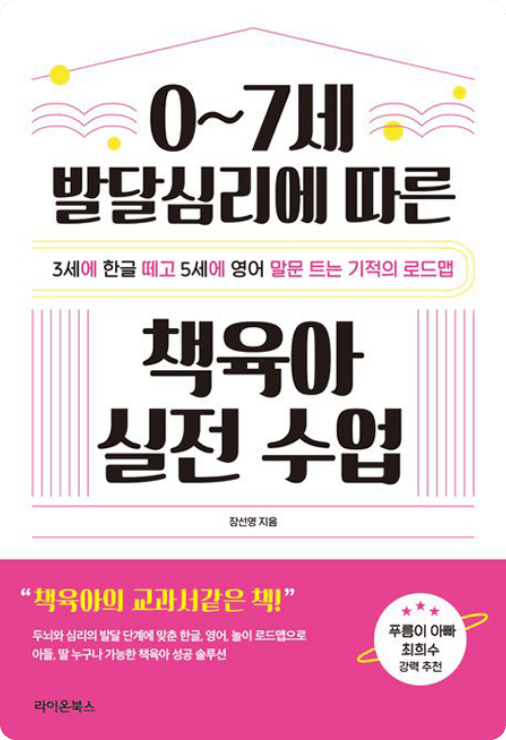 0~7세
발달심리에 따른
3세에 한글 떼고 5세에 영어 말문 트는 기적의 로드맵
책육아
실전 수업
장선영 지음
“책육아의 교과서같은 책!”
두뇌와 심리의 발달 단계에 맞춘 한글, 영어, 놀이 로드맵으로
아들, 딸 누구나 가능한 책육아 성공 솔루션
푸름이 아빠
최희수
강력 추천
라이온북스